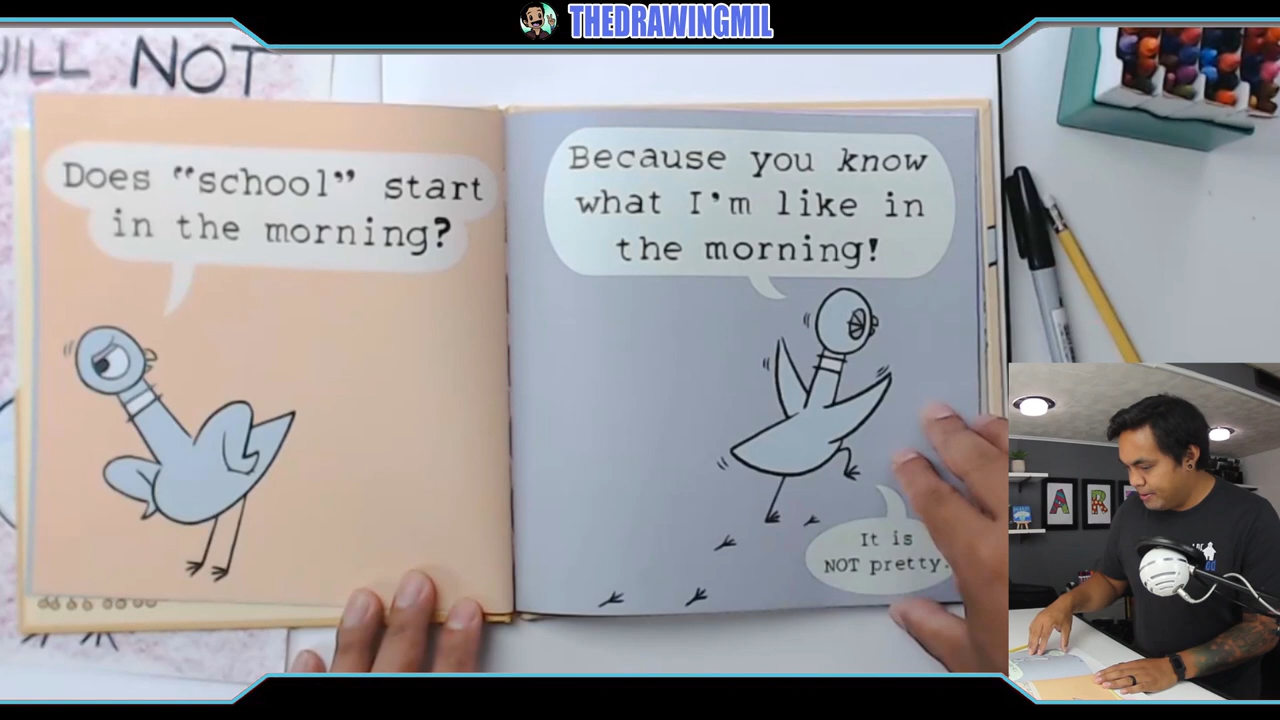 THEDRAWINGMIL
WILL NOT
Does “school” start
in the morning?
Because you know
what I'm like in
the morning!
It is
NOT pretty.
A
R